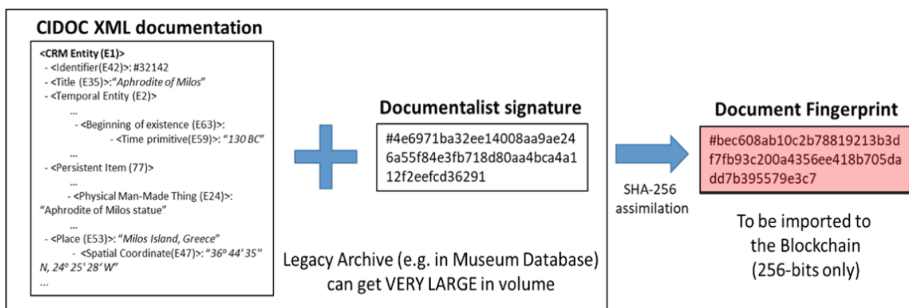 CIDOC XML documentation
<CRM Entity (E1)>
- <Identifier(E42)>: #32142
- <Title (E35)>:"Aphrodite of Milos"
- <Temporal Entity (E2)>
...
- <Beginning of existence (E63)>:
- <Time primitive(E59)>: "130 BC"
...
- <Persistent Item (77)>
...
- <Physical Man-Made Thing (E24)>:
"Aphrodite of Milos statue"
...
- <Place (E53)>: "Milos Island, Greece"
- <Spatial Coordinate(E47)>: "36⁰ 44' 35''
N, 24⁰ 25' 28' W"
...
Documentalist signature
#4e6971ba32ee14008aa9ae24
6a55f84e3fb718d80aa4bca4a1
12f2eefcd36291
Legacy Archive (e.g. in Museum Database)
can get VERY LARGE in volume
SHA-256
assimilation
Document Fingerprint
#bec608ab10c2b78819213b3d
f7fb93c200a4356ee418b705da
dd7b395579e3c7
To be imported to
the Blockchain
(256-bits only)